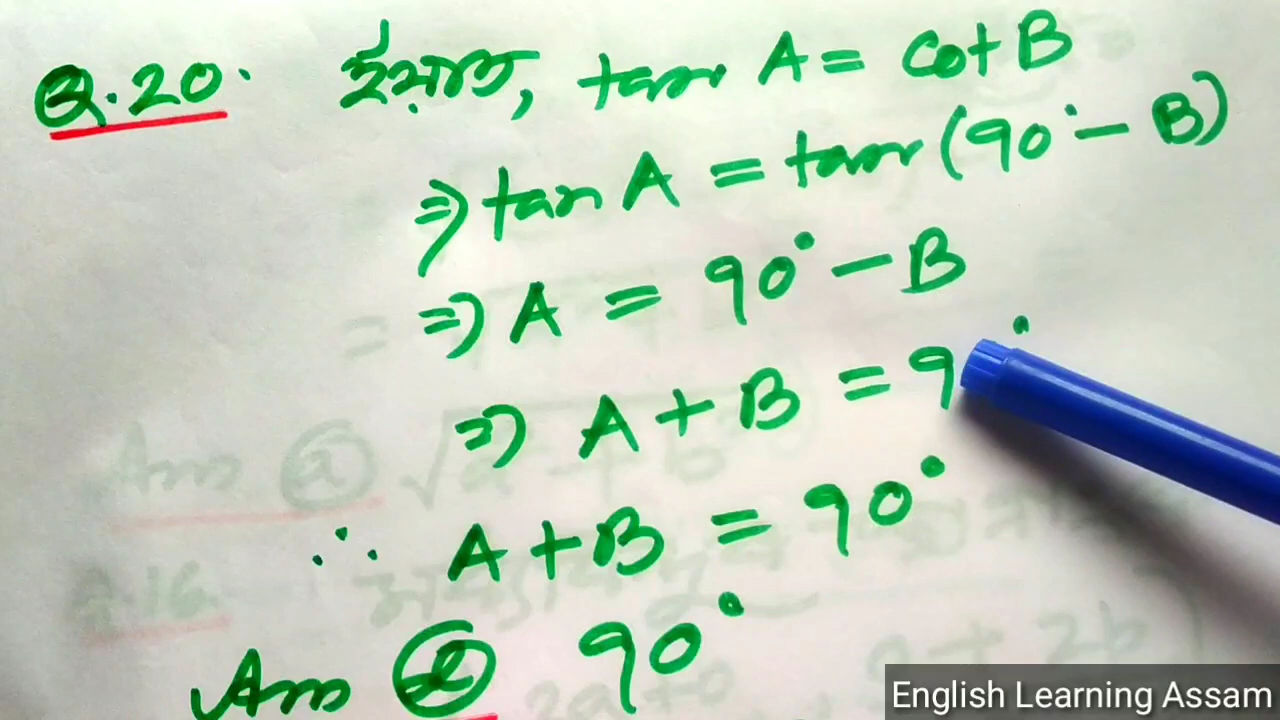 Q.20. ইয়াত, tan A = cot B
⇒ tan A = tan (90° − B)
⇒ A = 90° − B
⇒ A + B = 9 °
∴ A + B = 90°
Ans 90°
English Learning Assam